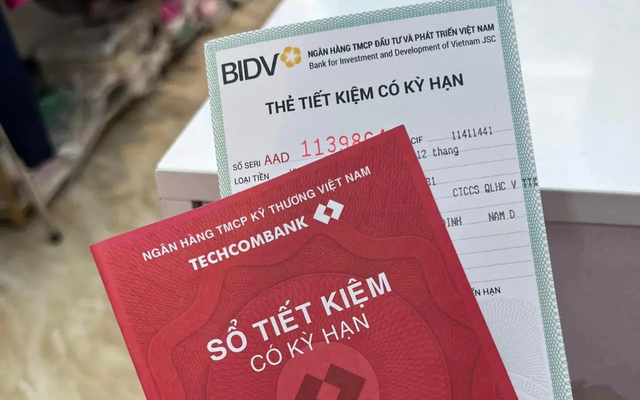 BIDV
NGÂN HÀNG TMCP ĐẦU TƯ VÀ PHÁT TRIỂN VIỆT NAM
Bank for Investment and Development of Vietnam JSC
THẺ TIẾT KIỆM CÓ KỲ HẠN
SỐ SERI AAD CIF 11411441
LOẠI TIỀN 12 thang
CTCCS QLHC V TTX
NAM D
NGÂN HÀNG TMCP KỸ THƯƠNG VIỆT NAM
TECHCOMBANK
SỔ TIẾT KIỆM
CÓ KỲ HẠN